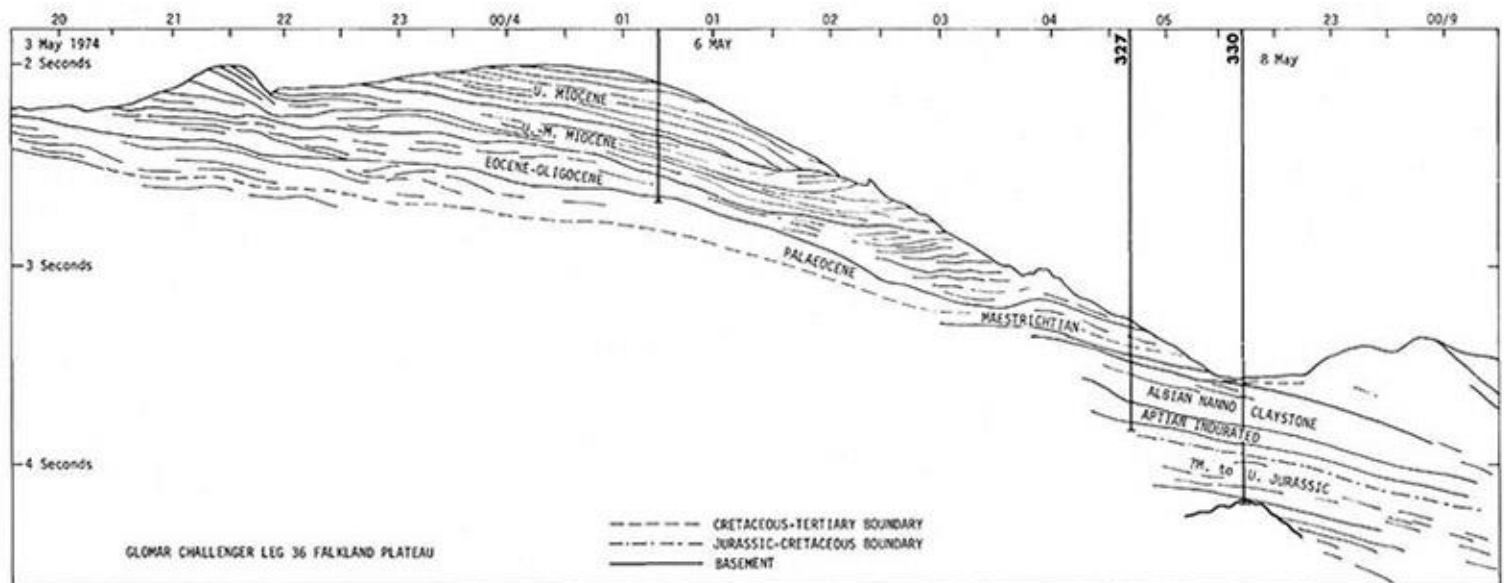 20 21 22 23 00/4 01 01 02 03 04 05 23 00/9
3 May 1974
6 MAY
327
330
8 May
2 Seconds
U. MIOCENE
U.-M. MIOCENE
EOCENE-OLIGOCENE
3 Seconds
PALAEOCENE
MAESTRICHTIAN
ALBIAN NANNO CLAYSTONE
APTIAN INDURATED
4 Seconds
?M. to U. JURASSIC
CRETACEOUS-TERTIARY BOUNDARY
JURASSIC-CRETACEOUS BOUNDARY
BASEMENT
GLOMAR CHALLENGER LEG 36 FALKLAND PLATEAU